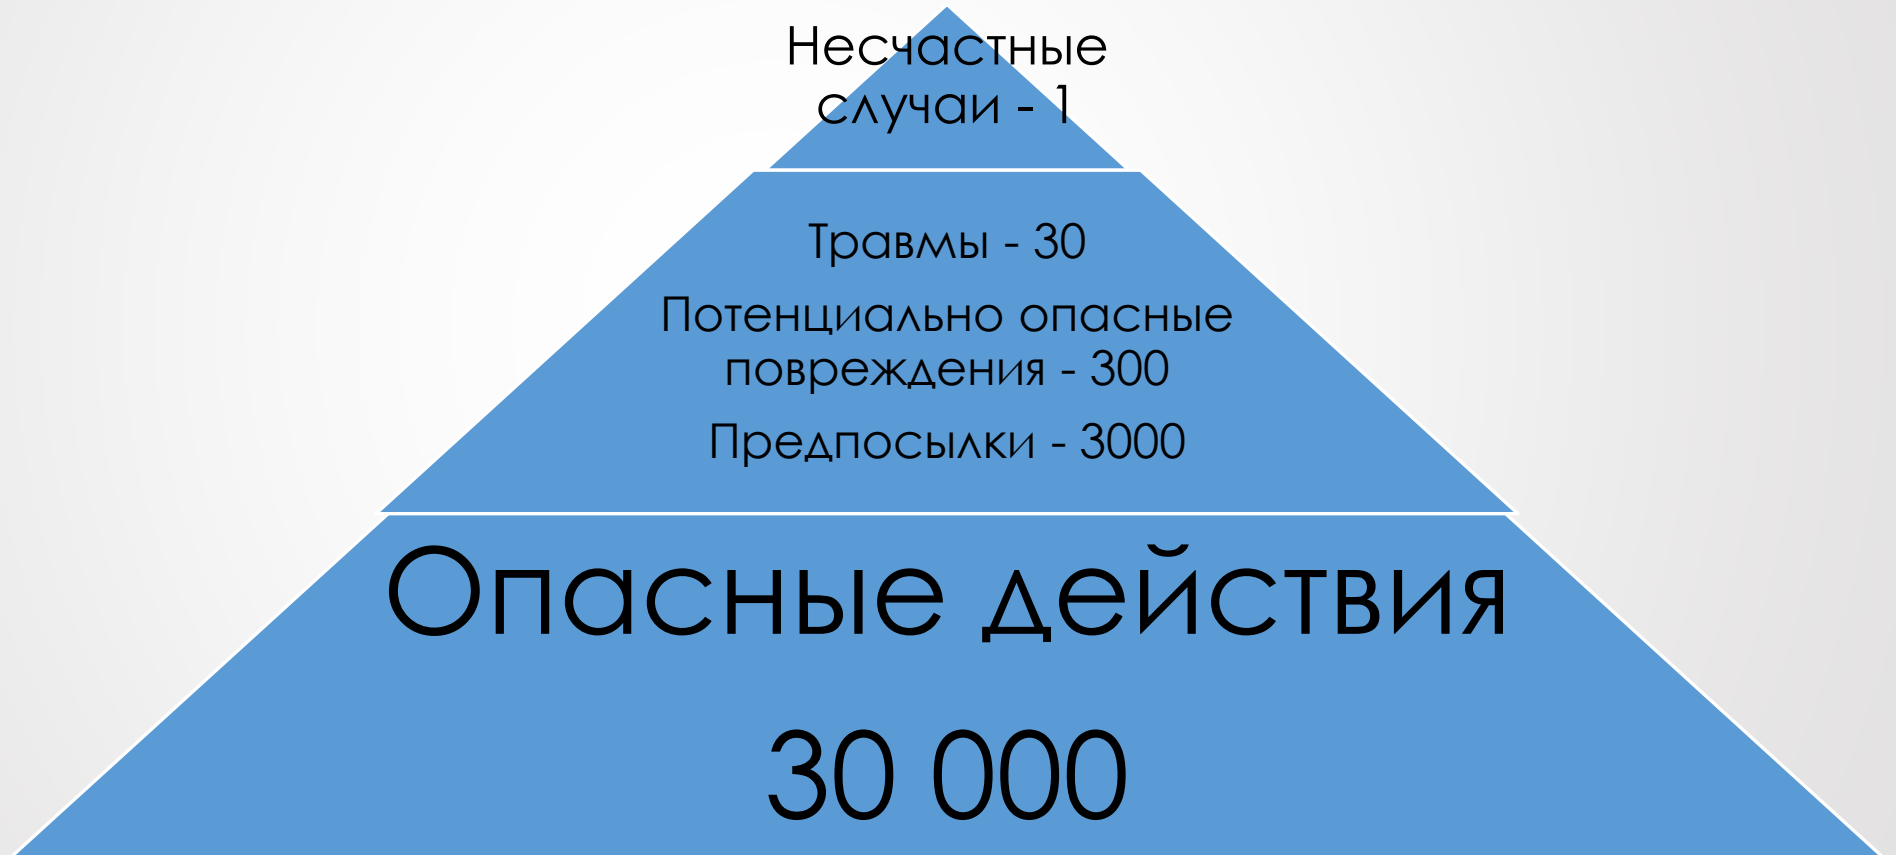 Несчастные
случаи - 1
Травмы - 30
Потенциально опасные
повреждения - 300
Предпосылки - 3000
Опасные действия
30 000